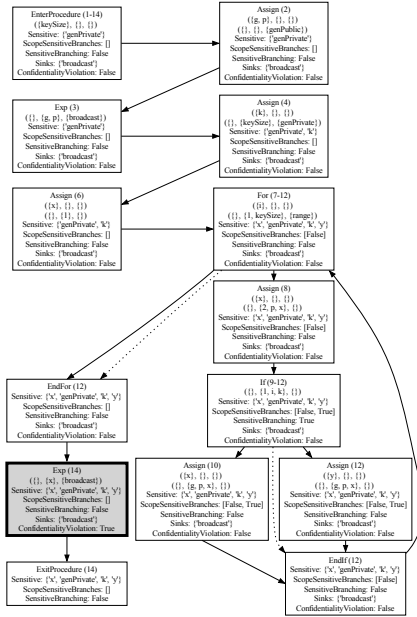 EnterProcedure (1-14)
({keySize}, {}, {})
Sensitive: {'genPrivate'}
ScopeSensitiveBranches: []
SensitiveBranching: False
Sinks: {'broadcast'}
ConfidentialityViolation: False
Assign (2)
({g, p}, {}, {})
({}, {}, {genPublic})
Sensitive: {'genPrivate'}
ScopeSensitiveBranches: []
SensitiveBranching: False
Sinks: {'broadcast'}
ConfidentialityViolation: False
Exp (3)
({}, {g, p}, {broadcast})
Sensitive: {'genPrivate'}
ScopeSensitiveBranches: []
SensitiveBranching: False
Sinks: {'broadcast'}
ConfidentialityViolation: False
Assign (4)
({k}, {}, {})
({}, {keySize}, {genPrivate})
Sensitive: {'genPrivate', 'k'}
ScopeSensitiveBranches: []
SensitiveBranching: False
Sinks: {'broadcast'}
ConfidentialityViolation: False
Assign (6)
({x}, {}, {})
({}, {1}, {})
Sensitive: {'genPrivate', 'k'}
ScopeSensitiveBranches: []
SensitiveBranching: False
Sinks: {'broadcast'}
ConfidentialityViolation: False
For (7-12)
({i}, {}, {})
({}, {1, keySize}, {range})
Sensitive: {'x', 'genPrivate', 'k', 'y'}
ScopeSensitiveBranches: [False]
SensitiveBranching: False
Sinks: {'broadcast'}
ConfidentialityViolation: False
Assign (8)
({x}, {}, {})
({}, {2, p, x}, {})
Sensitive: {'x', 'genPrivate', 'k', 'y'}
ScopeSensitiveBranches: [False]
SensitiveBranching: False
Sinks: {'broadcast'}
ConfidentialityViolation: False
EndFor (12)
Sensitive: {'x', 'genPrivate', 'k', 'y'}
ScopeSensitiveBranches: []
SensitiveBranching: False
Sinks: {'broadcast'}
ConfidentialityViolation: False
If (9-12)
({}, {1, i, k}, {})
Sensitive: {'x', 'genPrivate', 'k', 'y'}
ScopeSensitiveBranches: [False, True]
SensitiveBranching: True
Sinks: {'broadcast'}
ConfidentialityViolation: False
Exp (14)
({}, {x}, {broadcast})
Sensitive: {'x', 'genPrivate', 'k', 'y'}
ScopeSensitiveBranches: []
SensitiveBranching: False
Sinks: {'broadcast'}
ConfidentialityViolation: True
Assign (10)
({x}, {}, {})
({}, {g, p, x}, {})
Sensitive: {'x', 'genPrivate', 'k', 'y'}
ScopeSensitiveBranches: [False, True]
SensitiveBranching: False
Sinks: {'broadcast'}
ConfidentialityViolation: False
Assign (12)
({y}, {}, {})
({}, {g, p, x}, {})
Sensitive: {'x', 'genPrivate', 'k', 'y'}
ScopeSensitiveBranches: [False, True]
SensitiveBranching: False
Sinks: {'broadcast'}
ConfidentialityViolation: False
ExitProcedure (14)
Sensitive: {'x', 'genPrivate', 'k', 'y'}
ScopeSensitiveBranches: []
SensitiveBranching: False
EndIf (12)
Sensitive: {'x', 'genPrivate', 'k', 'y'}
ScopeSensitiveBranches: [False]
SensitiveBranching: False
Sinks: {'broadcast'}
ConfidentialityViolation: False